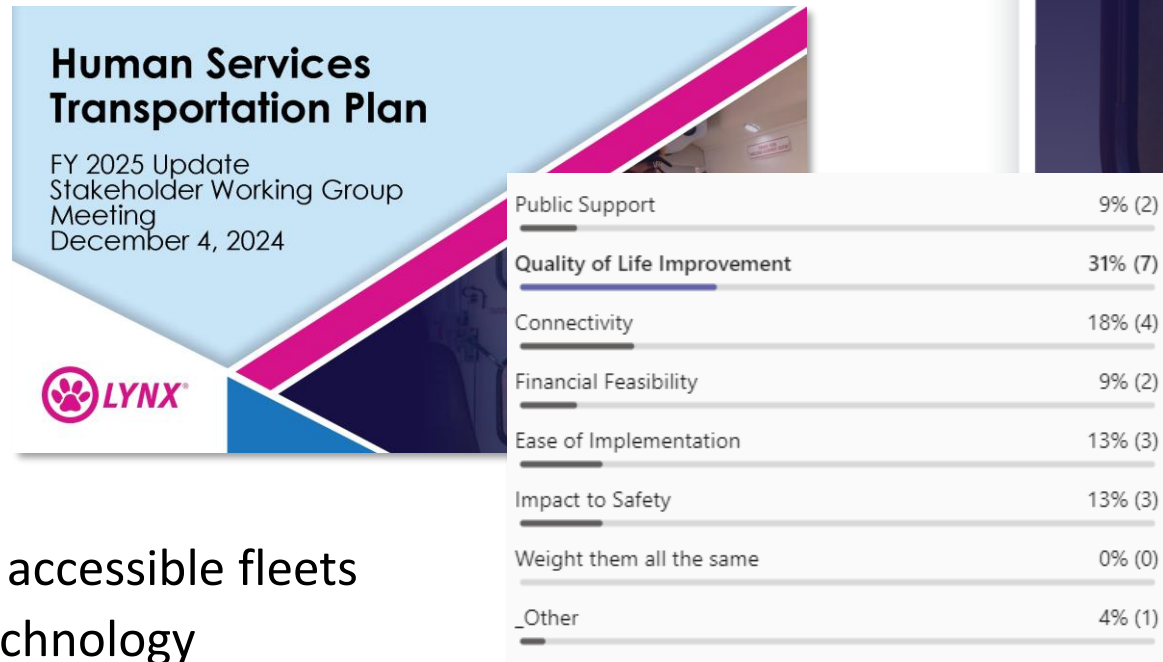 Human Services
Transportation Plan
FY 2025 Update
Stakeholder Working Group
Meeting
December 4, 2024
LYNX
Public Support 9% (2)
Quality of Life Improvement 31% (7)
Connectivity 18% (4)
Financial Feasibility 9% (2)
Ease of Implementation 13% (3)
Impact to Safety 13% (3)
Weight them all the same 0% (0)
_Other 4% (1)
accessible fleets
chnology